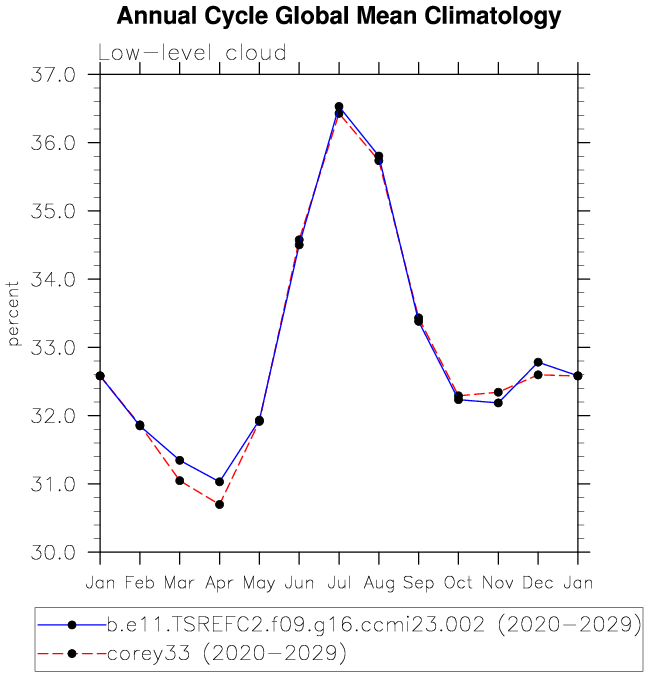 Annual Cycle Global Mean Climatology
Low-level cloud
37.0
36.0
35.0
34.0
33.0
32.0
31.0
30.0
percent
Jan Feb Mar Apr May Jun Jul Aug Sep Oct Nov Dec Jan
b.e11.TSREFC2.f09.g16.ccmi23.002 (2020-2029)
corey33 (2020-2029)